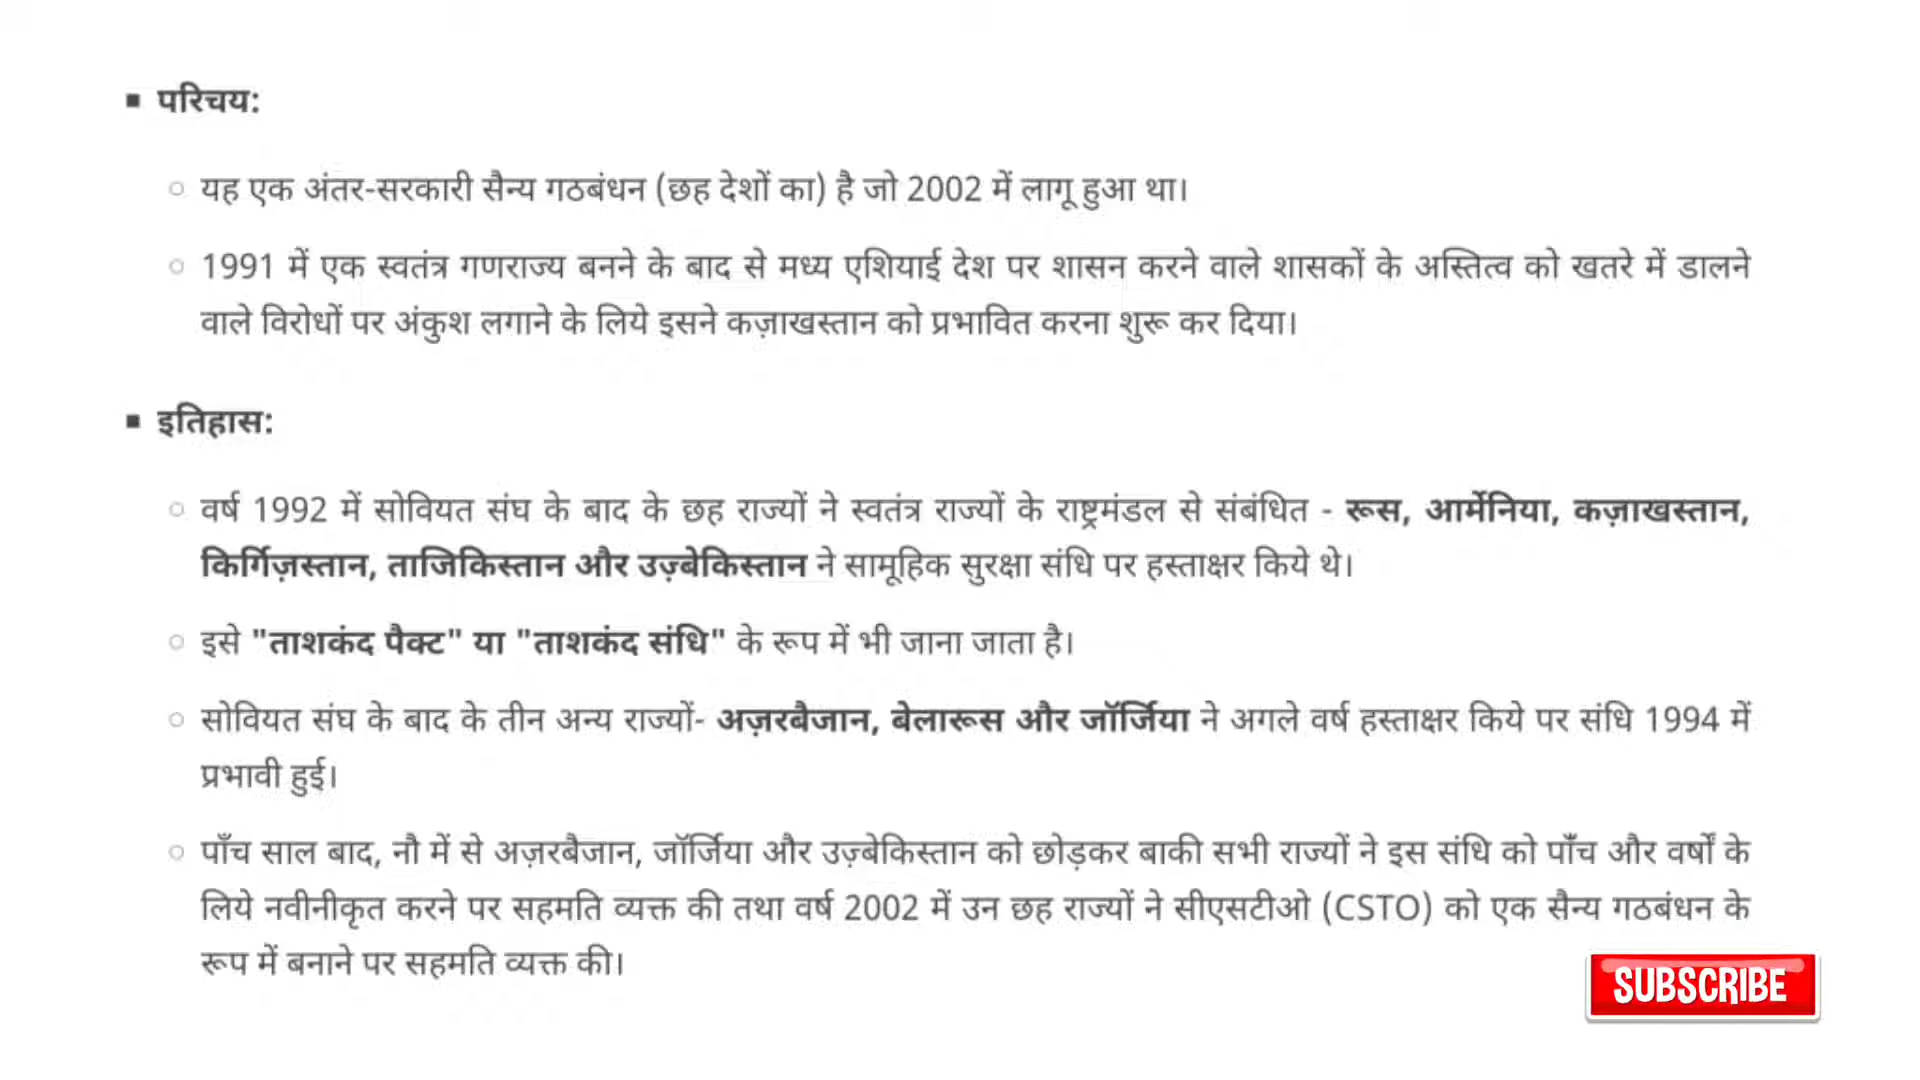 ▪ परिचय:
○ यह एक अंतर-सरकारी सैन्य गठबंधन (छह देशों का) है जो 2002 में लागू हुआ था।
○ 1991 में एक स्वतंत्र गणराज्य बनने के बाद से मध्य एशियाई देश पर शासन करने वाले शासकों के अस्तित्व को खतरे में डालने
वाले विरोधों पर अंकुश लगाने के लिये इसने कज़ाखस्तान को प्रभावित करना शुरू कर दिया।
▪ इतिहास:
○ वर्ष 1992 में सोवियत संघ के बाद के छह राज्यों ने स्वतंत्र राज्यों के राष्ट्रमंडल से संबंधित - रूस, आर्मेनिया, कज़ाखस्तान,
किर्गिज़स्तान, ताजिकिस्तान और उज़्बेकिस्तान ने सामूहिक सुरक्षा संधि पर हस्ताक्षर किये थे।
○ इसे "ताशकंद पैक्ट" या "ताशकंद संधि" के रूप में भी जाना जाता है।
○ सोवियत संघ के बाद के तीन अन्य राज्यों- अज़रबैजान, बेलारूस और जॉर्जिया ने अगले वर्ष हस्ताक्षर किये पर संधि 1994 में
प्रभावी हुई।
○ पाँच साल बाद, नौ में से अज़रबैजान, जॉर्जिया और उज़्बेकिस्तान को छोड़कर बाकी सभी राज्यों ने इस संधि को पाँच और वर्षों के
लिये नवीनीकृत करने पर सहमति व्यक्त की तथा वर्ष 2002 में उन छह राज्यों ने सीएसटीओ (CSTO) को एक सैन्य गठबंधन के
रूप में बनाने पर सहमति व्यक्त की।
SUBSCRIBE